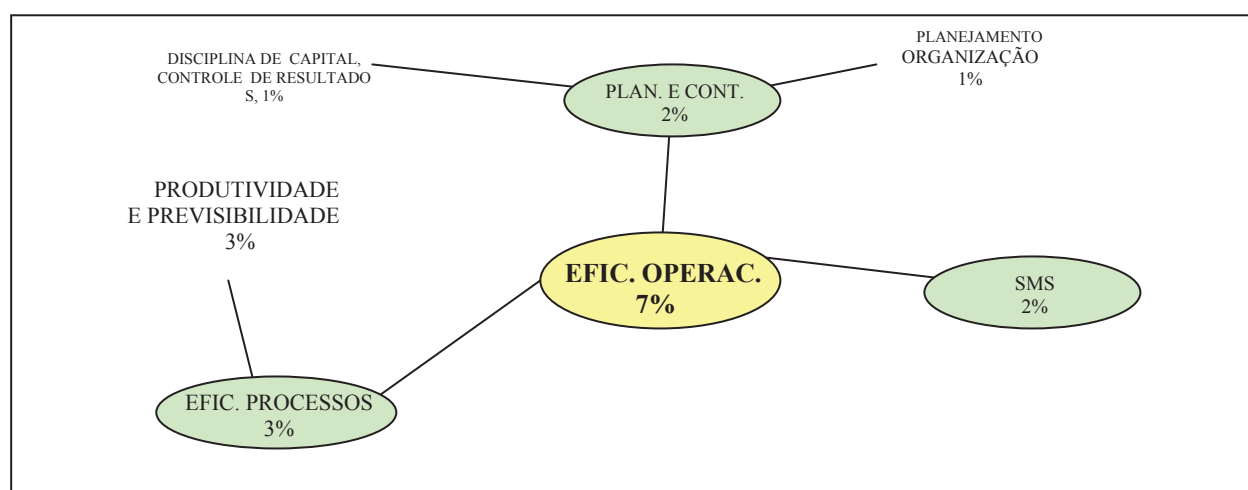 DISCIPLINA DE CAPITAL,
CONTROLE DE RESULTADO
S, 1%
PLANEJAMENTO
ORGANIZAÇÃO
1%
PLAN. E CONT.
2%
PRODUTIVIDADE
E PREVISIBILIDADE
3%
EFIC. OPERAC.
7%
SMS
2%
EFIC. PROCESSOS
3%